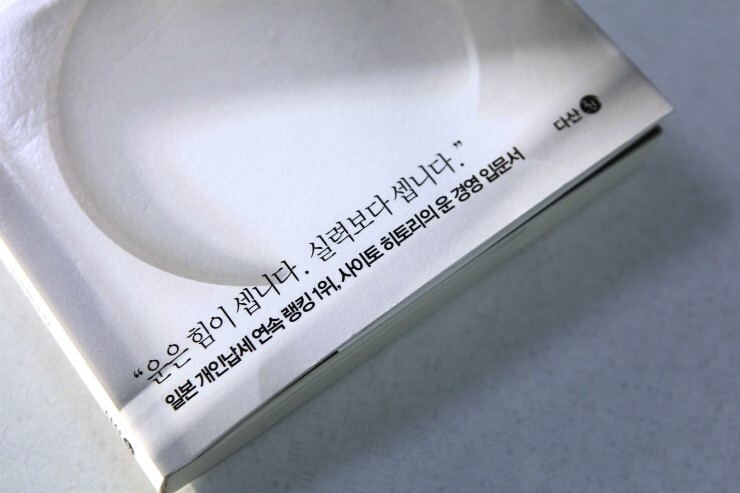 “운은 힘이 셉니다. 실력보다 셉니다.”
일본 개인납세 연속 랭킹 1위, 사이토 히토리의 운 경영 입문서
다산